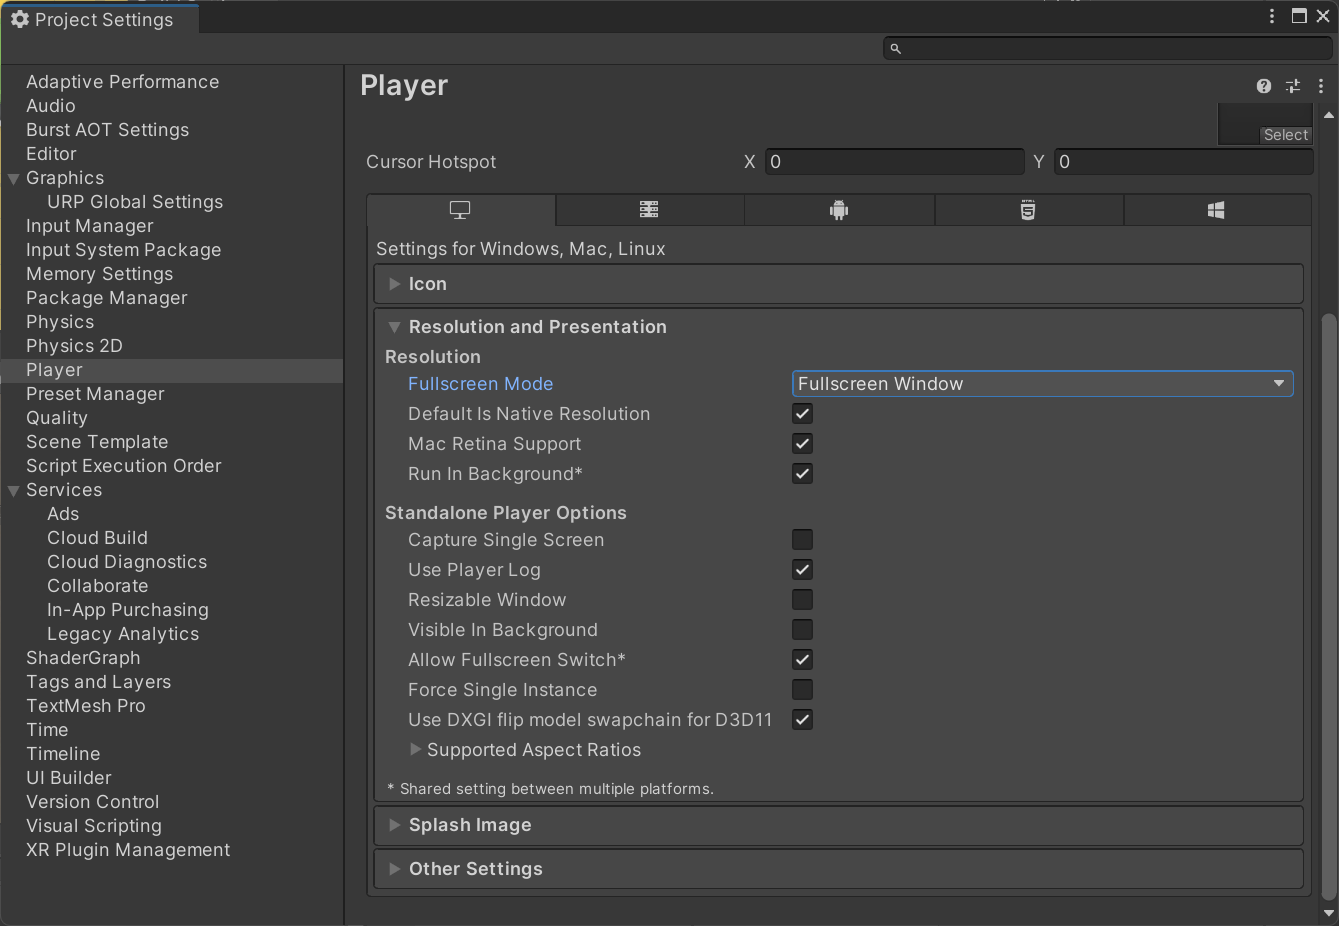 Project Settings
Adaptive Performance
Audio
Burst AOT Settings
Editor
Graphics
URP Global Settings
Input Manager
Input System Package
Memory Settings
Package Manager
Physics
Physics 2D
Player
Preset Manager
Quality
Scene Template
Script Execution Order
Services
Ads
Cloud Build
Cloud Diagnostics
Collaborate
In-App Purchasing
Legacy Analytics
ShaderGraph
Tags and Layers
TextMesh Pro
Time
Timeline
UI Builder
Version Control
Visual Scripting
XR Plugin Management
Player
Select
Cursor Hotspot X 0 Y 0
HTML 5
Settings for Windows, Mac, Linux
Icon
Resolution and Presentation
Resolution
Fullscreen Mode Fullscreen Window
Default Is Native Resolution
Mac Retina Support
Run In Background*
Standalone Player Options
Capture Single Screen
Use Player Log
Resizable Window
Visible In Background
Allow Fullscreen Switch*
Force Single Instance
Use DXGI flip model swapchain for D3D11
Supported Aspect Ratios
* Shared setting between multiple platforms.
Splash Image
Other Settings